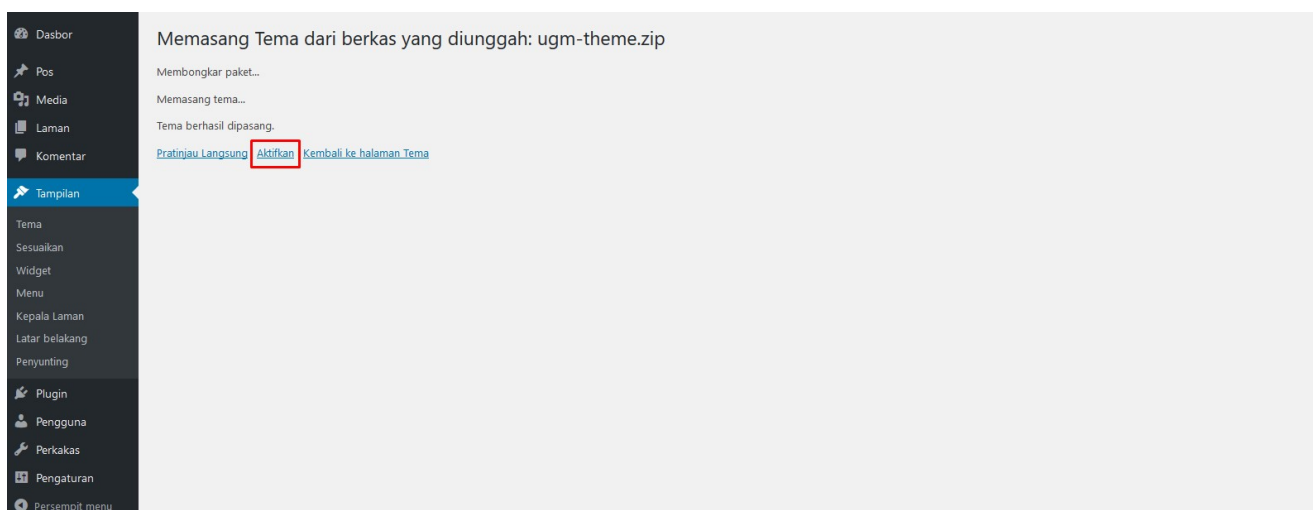 Dasbor
Pos
Media
Laman
Komentar
Tampilan
Tema
Sesuaikan
Widget
Menu
Kepala Laman
Latar belakang
Penyunting
Plugin
Pengguna
Perkakas
Pengaturan
Persempit menu
Memasang Tema dari berkas yang diunggah: ugm-theme.zip
Membongkar paket...
Memasang tema...
Tema berhasil dipasang.
Pratinjau Langsung Aktifkan Kembali ke halaman Tema